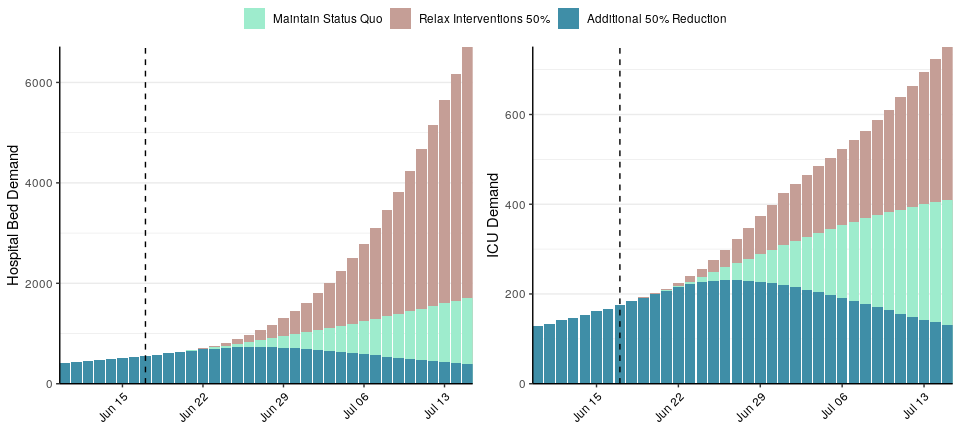 Maintain Status Quo Relax Interventions 50% Additional 50% Reduction
Hospital Bed Demand
6000
4000
2000
0
Jun 15 Jun 22 Jun 29 Jul 06 Jul 13
ICU Demand
600
400
200
0
Jun 15 Jun 22 Jun 29 Jul 06 Jul 13